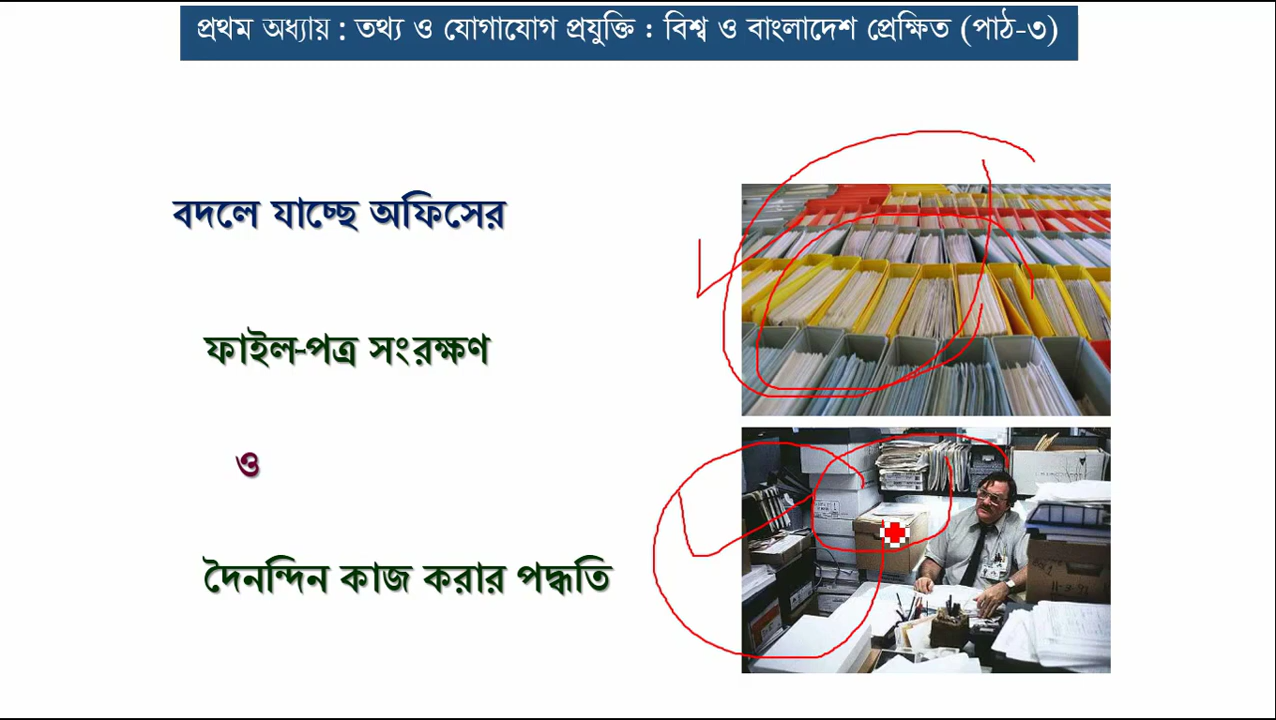 প্রথম অধ্যায় : তথ্য ও যোগাযোগ প্রযুক্তি : বিশ্ব ও বাংলাদেশ প্রেক্ষিত (পাঠ-৩)
বদলে যাচ্ছে অফিসের
ফাইল-পত্র সংরক্ষণ
ও
দৈনন্দিন কাজ করার পদ্ধতি